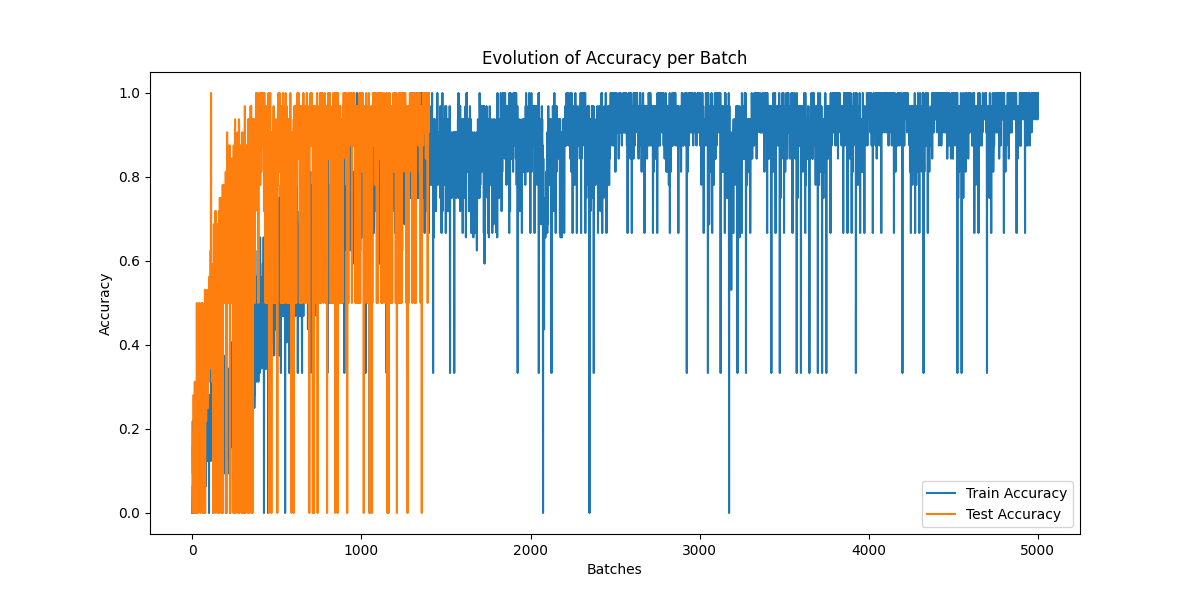 Evolution of Accuracy per Batch
1.0
0.8
0.6
0.4
0.2
0.0
Accuracy
0 1000 2000 3000 4000 5000
Batches
Train Accuracy
Test Accuracy